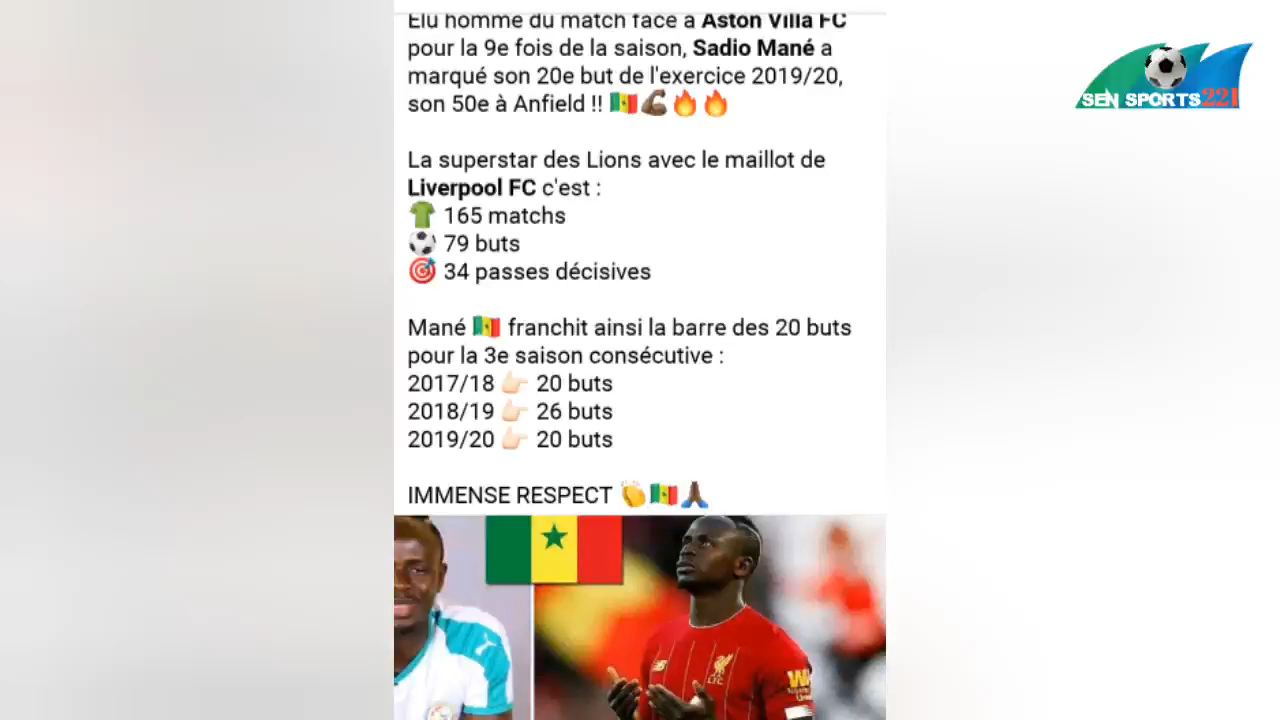 Elu homme du match face à Aston Villa FC
pour la 9e fois de la saison, Sadio Mané a
marqué son 20e but de l'exercice 2019/20,
son 50e à Anfield !! 🇸🇳💪🏿🔥🔥
La superstar des Lions avec le maillot de
Liverpool FC c'est :
👕 165 matchs
⚽ 79 buts
🎯 34 passes décisives
Mané 🇸🇳 franchit ainsi la barre des 20 buts
pour la 3e saison consécutive :
2017/18 👉🏻 20 buts
2018/19 👉🏻 26 buts
2019/20 👉🏻 20 buts
IMMENSE RESPECT 👏🇸🇳🙏🏿
SEN SPORTS221
L.F.C